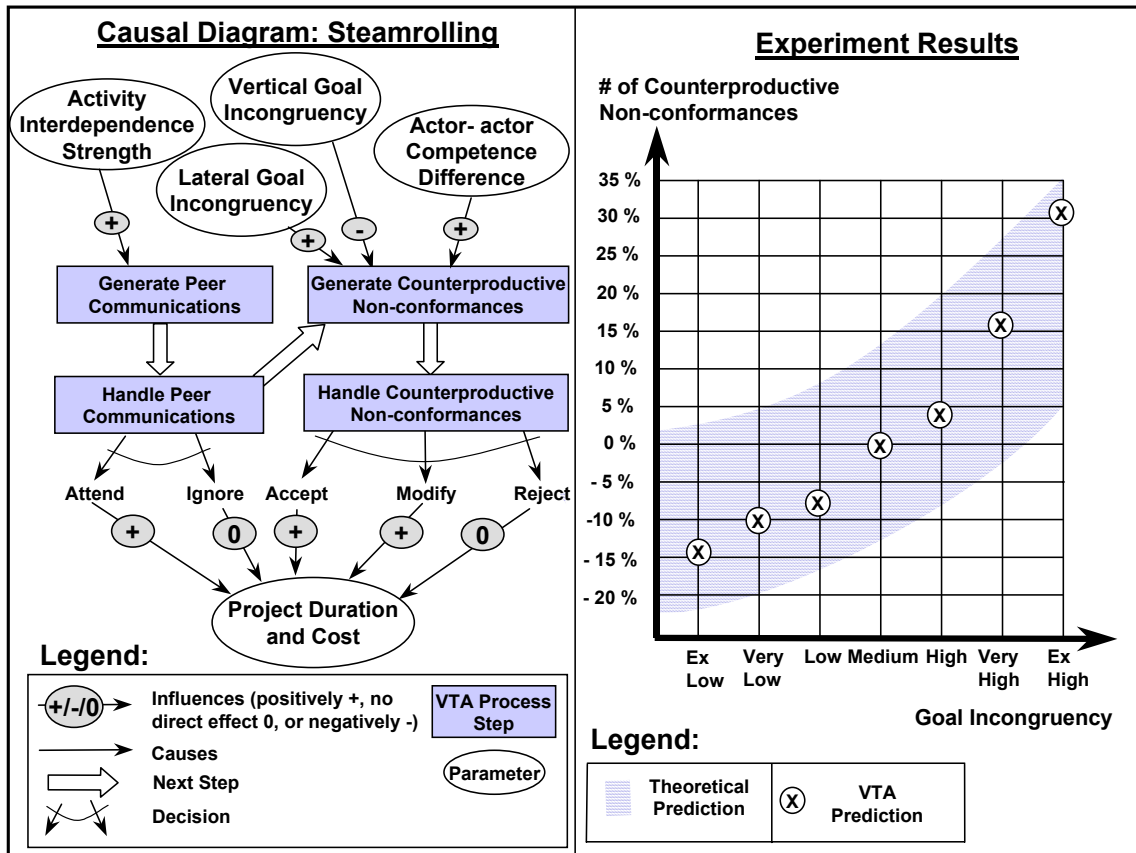 Causal Diagram: Steamrolling
Activity
Interdependence
Strength
Vertical Goal
Incongruency
Lateral Goal
Incongruency
Actor- actor
Competence
Difference
+
+
-
+
Generate Peer
Communications
Generate Counterproductive
Non-conformances
Handle Peer
Communications
Handle Counterproductive
Non-conformances
Attend
Ignore
Accept
Modify
Reject
+
0
+
+
0
Project Duration
and Cost
Legend:
+/-/0
Influences (positively +, no
direct effect 0, or negatively -)
Causes
Next Step
Decision
VTA Process
Step
Parameter
Experiment Results
# of Counterproductive
Non-conformances
35 %
30 %
25 %
20 %
15 %
10 %
5 %
0 %
- 5 %
-10 %
- 15 %
- 20 %
X
X
X
X
X
X
X
Ex
Low
Very
Low
Low
Medium
High
Very
High
Ex
High
Goal Incongruency
Legend:
Theoretical
Prediction
X
VTA
Prediction